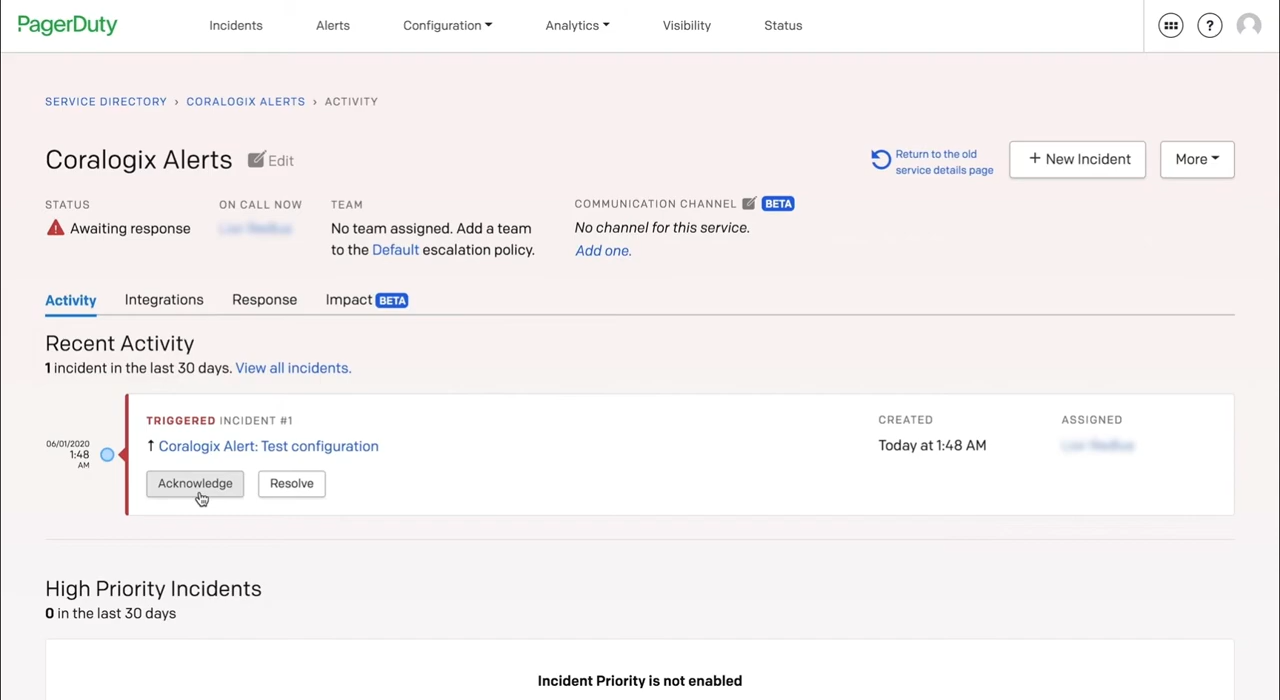 PagerDuty
Incidents
Alerts
Configuration
Analytics
Visibility
Status
?
SERVICE DIRECTORY › CORALOGIX ALERTS › ACTIVITY
Coralogix Alerts
Edit
Return to the old
service details page
+ New Incident
More
STATUS
Awaiting response
ON CALL NOW
TEAM
No team assigned. Add a team
to the Default escalation policy.
COMMUNICATION CHANNEL BETA
No channel for this service.
Add one.
Activity
Integrations
Response
Impact BETA
Recent Activity
1 incident in the last 30 days. View all incidents.
06/01/2020
1:48
AM
TRIGGERED INCIDENT #1
↑ Coralogix Alert: Test configuration
Acknowledge
Resolve
CREATED
Today at 1:48 AM
ASSIGNED
High Priority Incidents
0 in the last 30 days
Incident Priority is not enabled